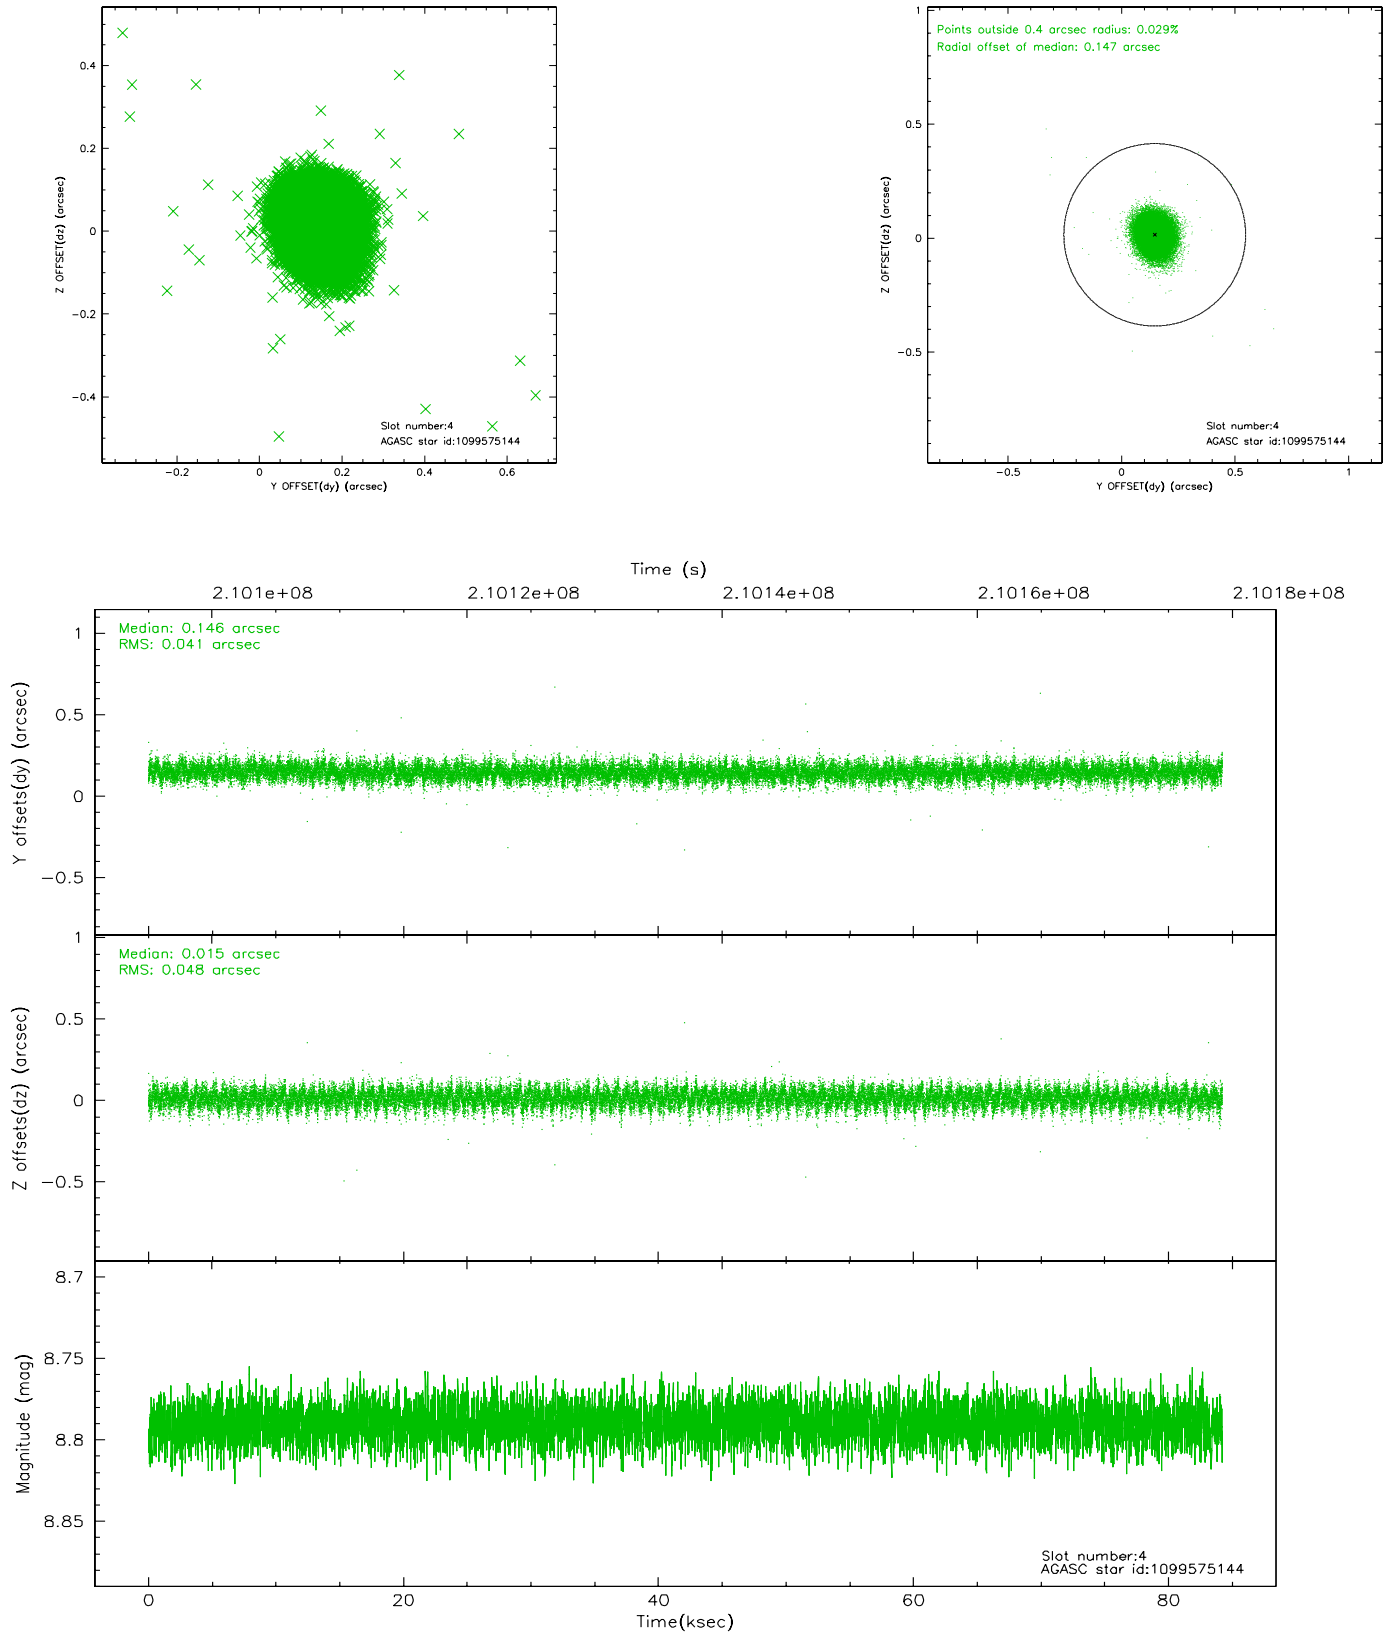 0.4
0.2
0
-0.2
-0.4
Z OFFSET(dz) (arcsec)
Slot number:4
AGASC star id:1099575144
-0.2 0 0.2 0.4 0.6
Y OFFSET(dy) (arcsec)
1
0.5
0
-0.5
Z OFFSET(dz) (arcsec)
Points outside 0.4 arcsec radius: 0.029%
Radial offset of median: 0.147 arcsec
Slot number:4
AGASC star id:1099575144
-0.5 0 0.5 1
Y OFFSET(dy) (arcsec)
Time (s)
2.101e+08 2.1012e+08 2.1014e+08 2.1016e+08 2.1018e+08
Median: 0.146 arcsec
RMS: 0.041 arcsec
1
0.5
0
-0.5
Y offsets(dy) (arcsec)
Median: 0.015 arcsec
RMS: 0.048 arcsec
1
0.5
0
-0.5
Z offsets(dz) (arcsec)
8.7
8.75
8.8
8.85
Magnitude (mag)
Slot number:4
AGASC star id:1099575144
0 20 40 60 80
Time(ksec)